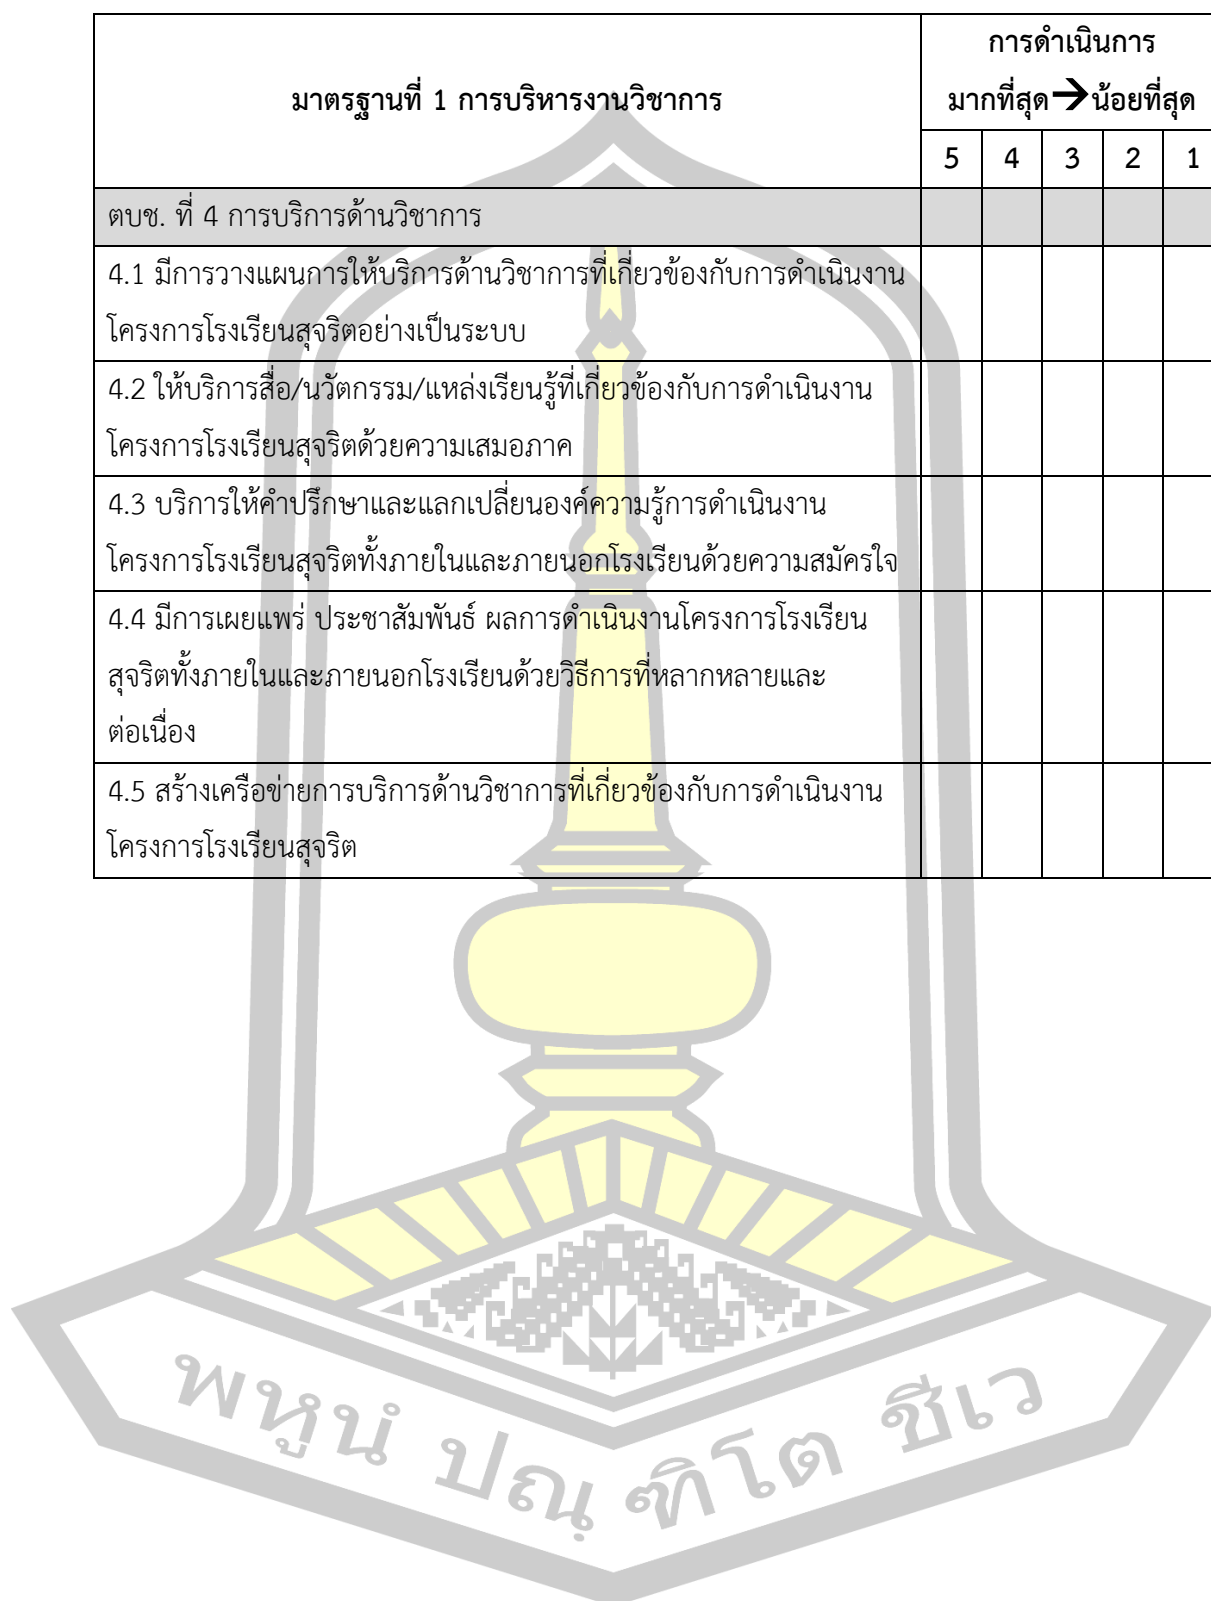 การดำเนินการ
มาตรฐานที่ 1 การบริหารงานวิชาการ
มากที่สุด→น้อยที่สุด
5 4 3 2 1
ตบช. ที่ 4 การบริการด้านวิชาการ
4.1 มีการวางแผนการให้บริการด้านวิชาการที่เกี่ยวข้องกับการดำเนินงาน
โครงการโรงเรียนสุจริตอย่างเป็นระบบ
4.2 ให้บริการสื่อ/นวัตกรรม/แหล่งเรียนรู้ที่เกี่ยวข้องกับการดำเนินงาน
โครงการโรงเรียนสุจริตด้วยความเสมอภาค
4.3 บริการให้คำปรึกษาและแลกเปลี่ยนองค์ความรู้การดำเนินงาน
โครงการโรงเรียนสุจริตทั้งภายในและภายนอกโรงเรียนด้วยความสมัครใจ
4.4 มีการเผยแพร่ ประชาสัมพันธ์ ผลการดำเนินงานโครงการโรงเรียน
สุจริตทั้งภายในและภายนอกโรงเรียนด้วยวิธีการที่หลากหลายและ
ต่อเนื่อง
4.5 สร้างเครือข่ายการบริการด้านวิชาการที่เกี่ยวข้องกับการดำเนินงาน
โครงการโรงเรียนสุจริต
พหูนํ ปณฺ ฑิโต ชีเว